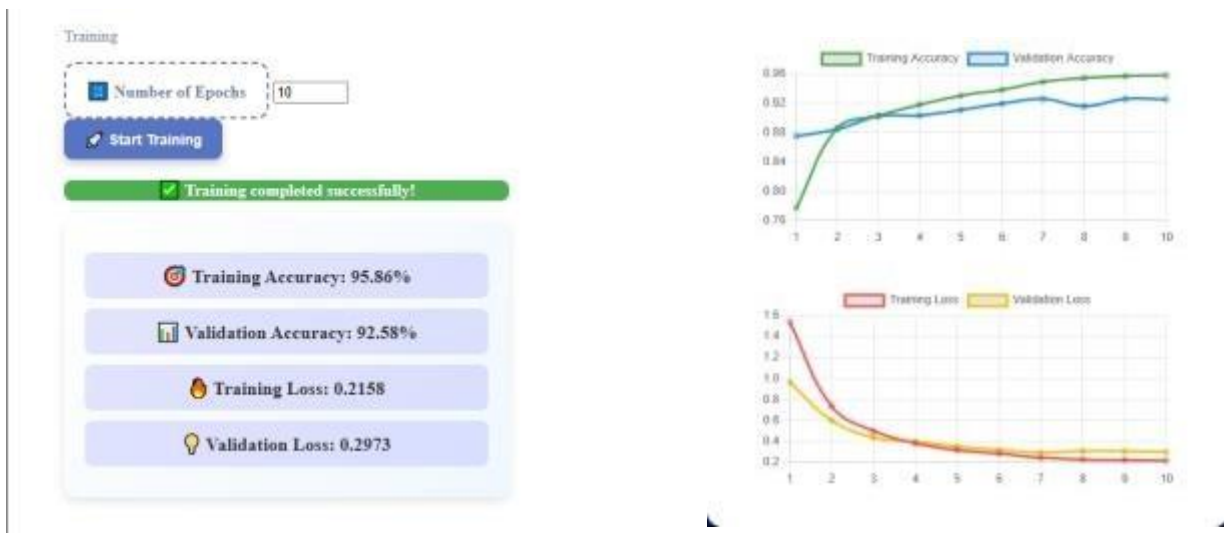 Training
Number of Epochs 10
Start Training
Training completed successfully!
Training Accuracy: 95.86%
Validation Accuracy: 92.58%
Training Loss: 0.2158
Validation Loss: 0.2973
Training Accuracy Validation Accuracy
0.96
0.92
0.88
0.84
0.80
0.76
1 2 3 4 5 6 7 8 9 10
Training Loss Validation Loss
1.6
1.4
1.2
1.0
0.8
0.6
0.4
0.2
1 2 3 4 5 6 7 8 9 10